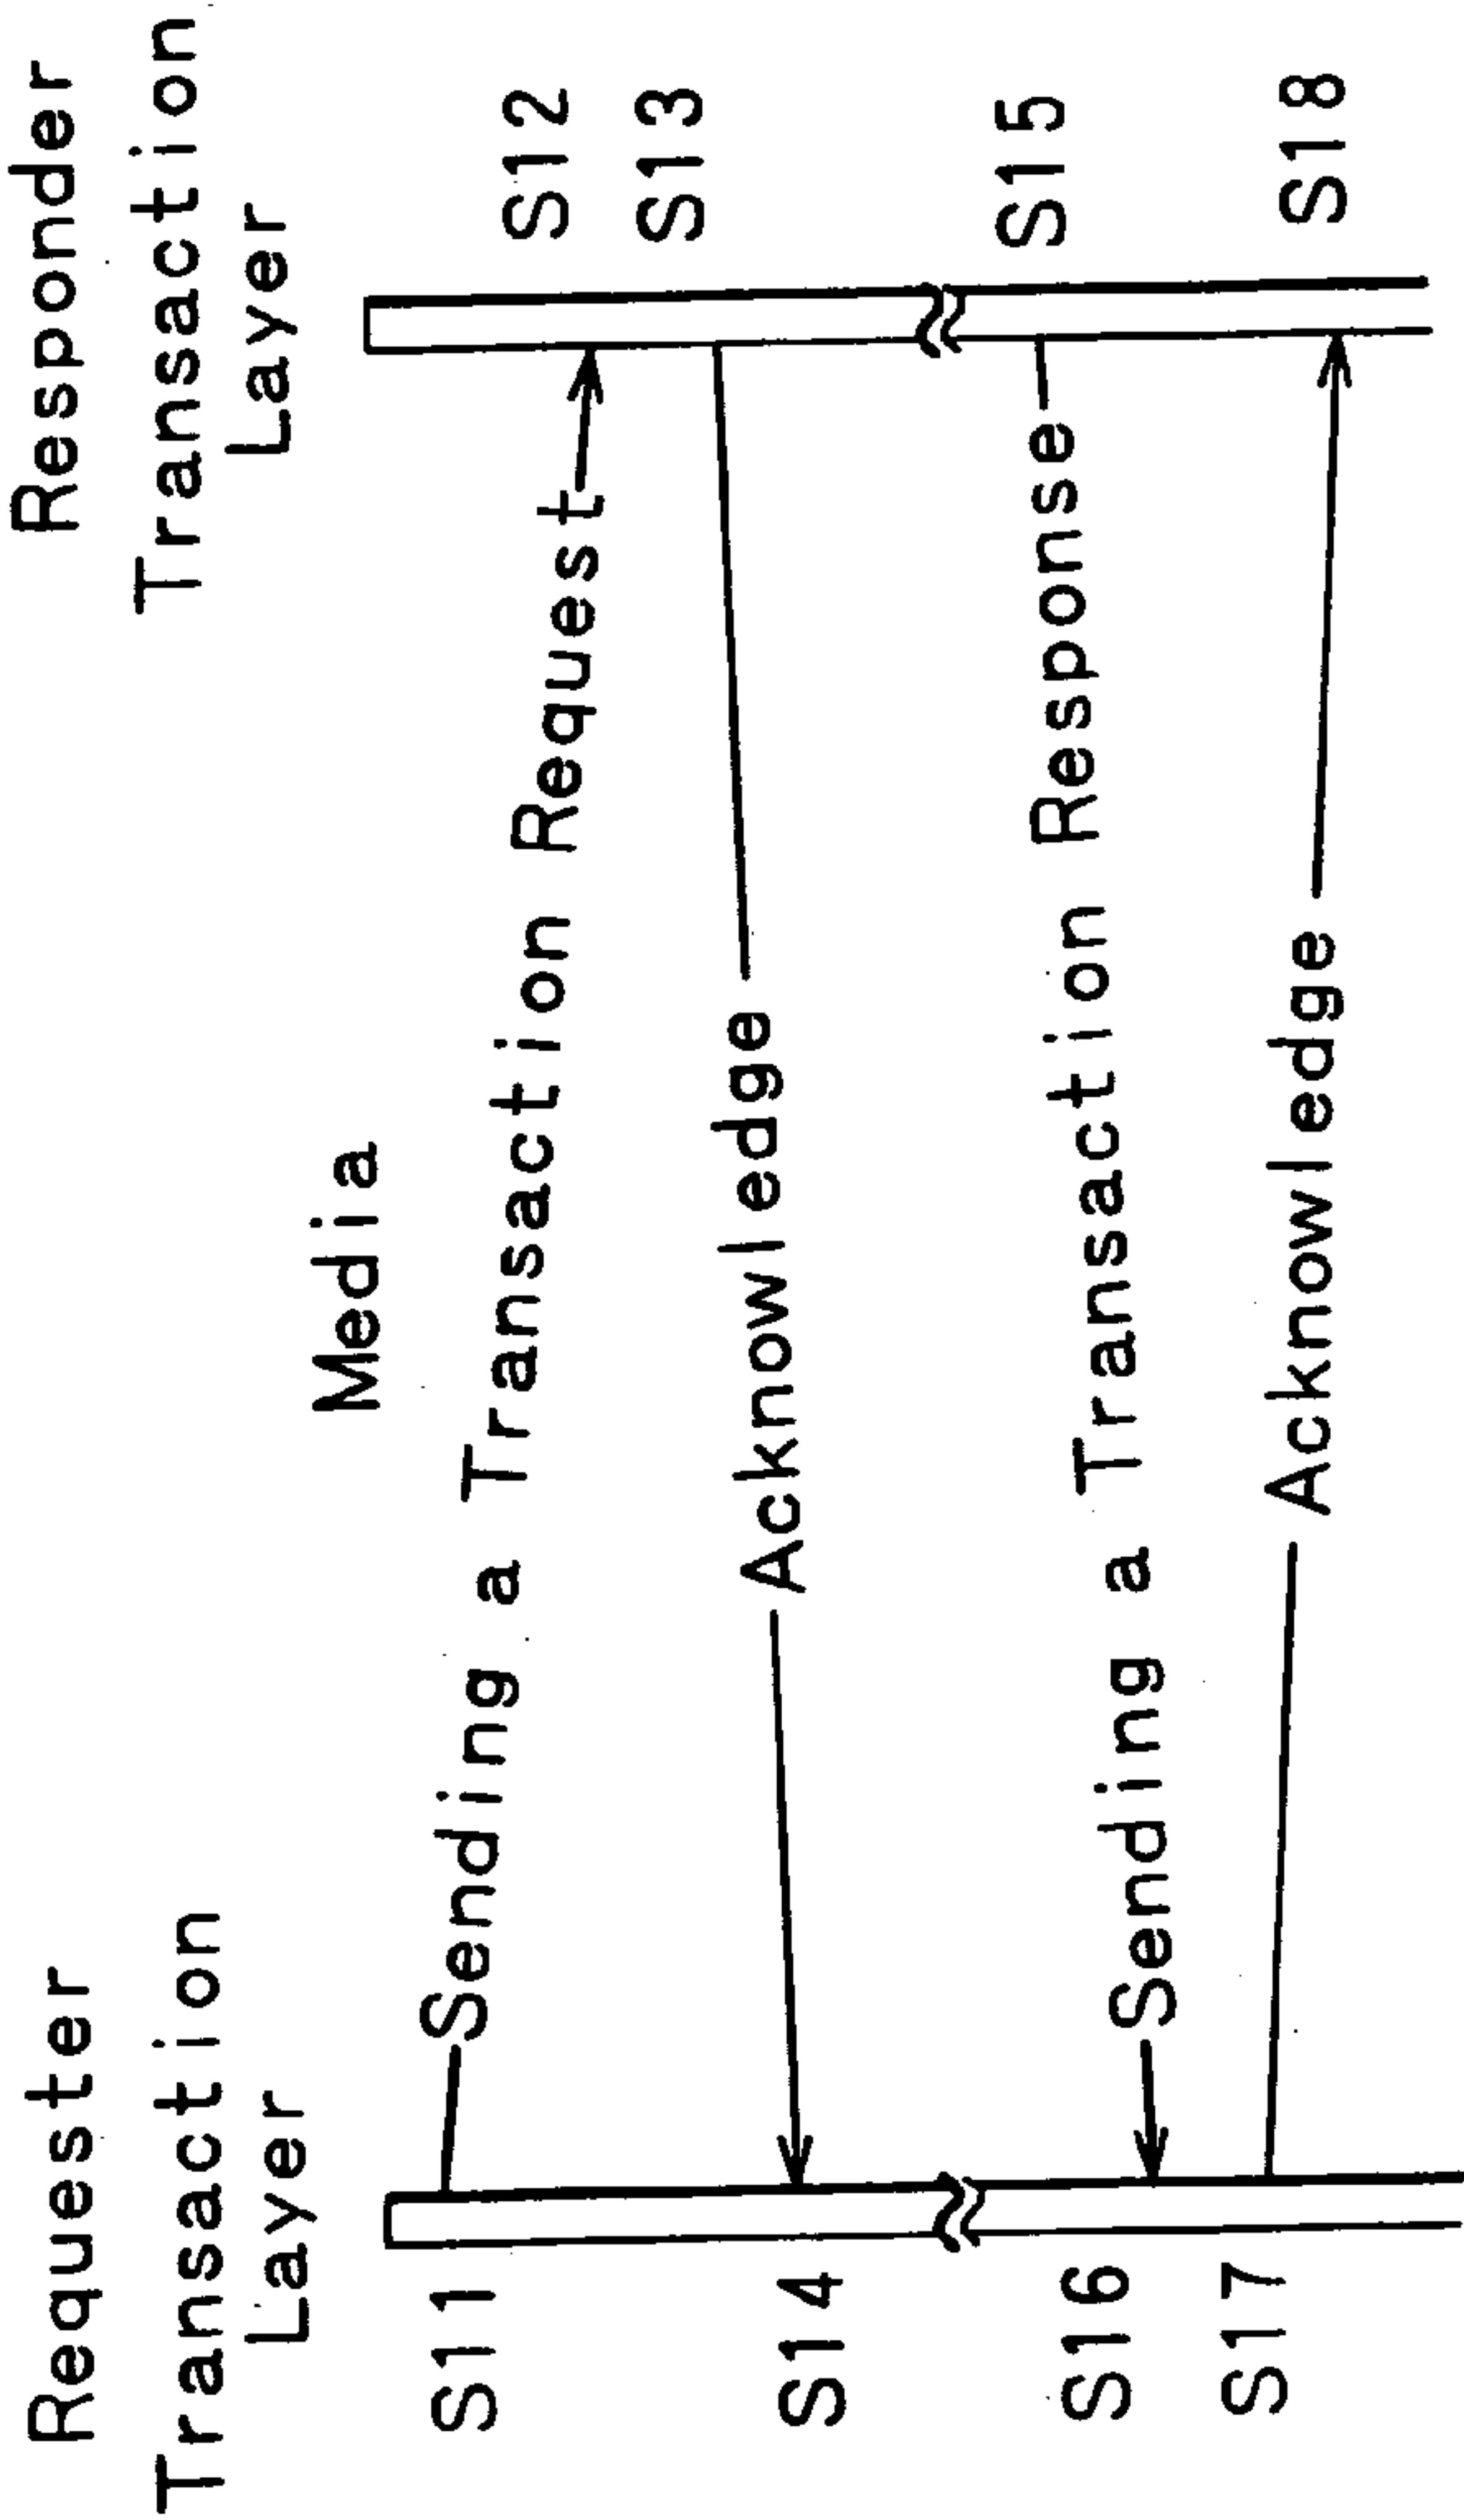 Requester
Transaction
Layer
Responder
Transaction
Layer
Media
S11
Sending a Transaction Request
S12
S13
Acknowledge
S14
Sending a Transaction Response
S15
S16
S17
Acknowledge
S18